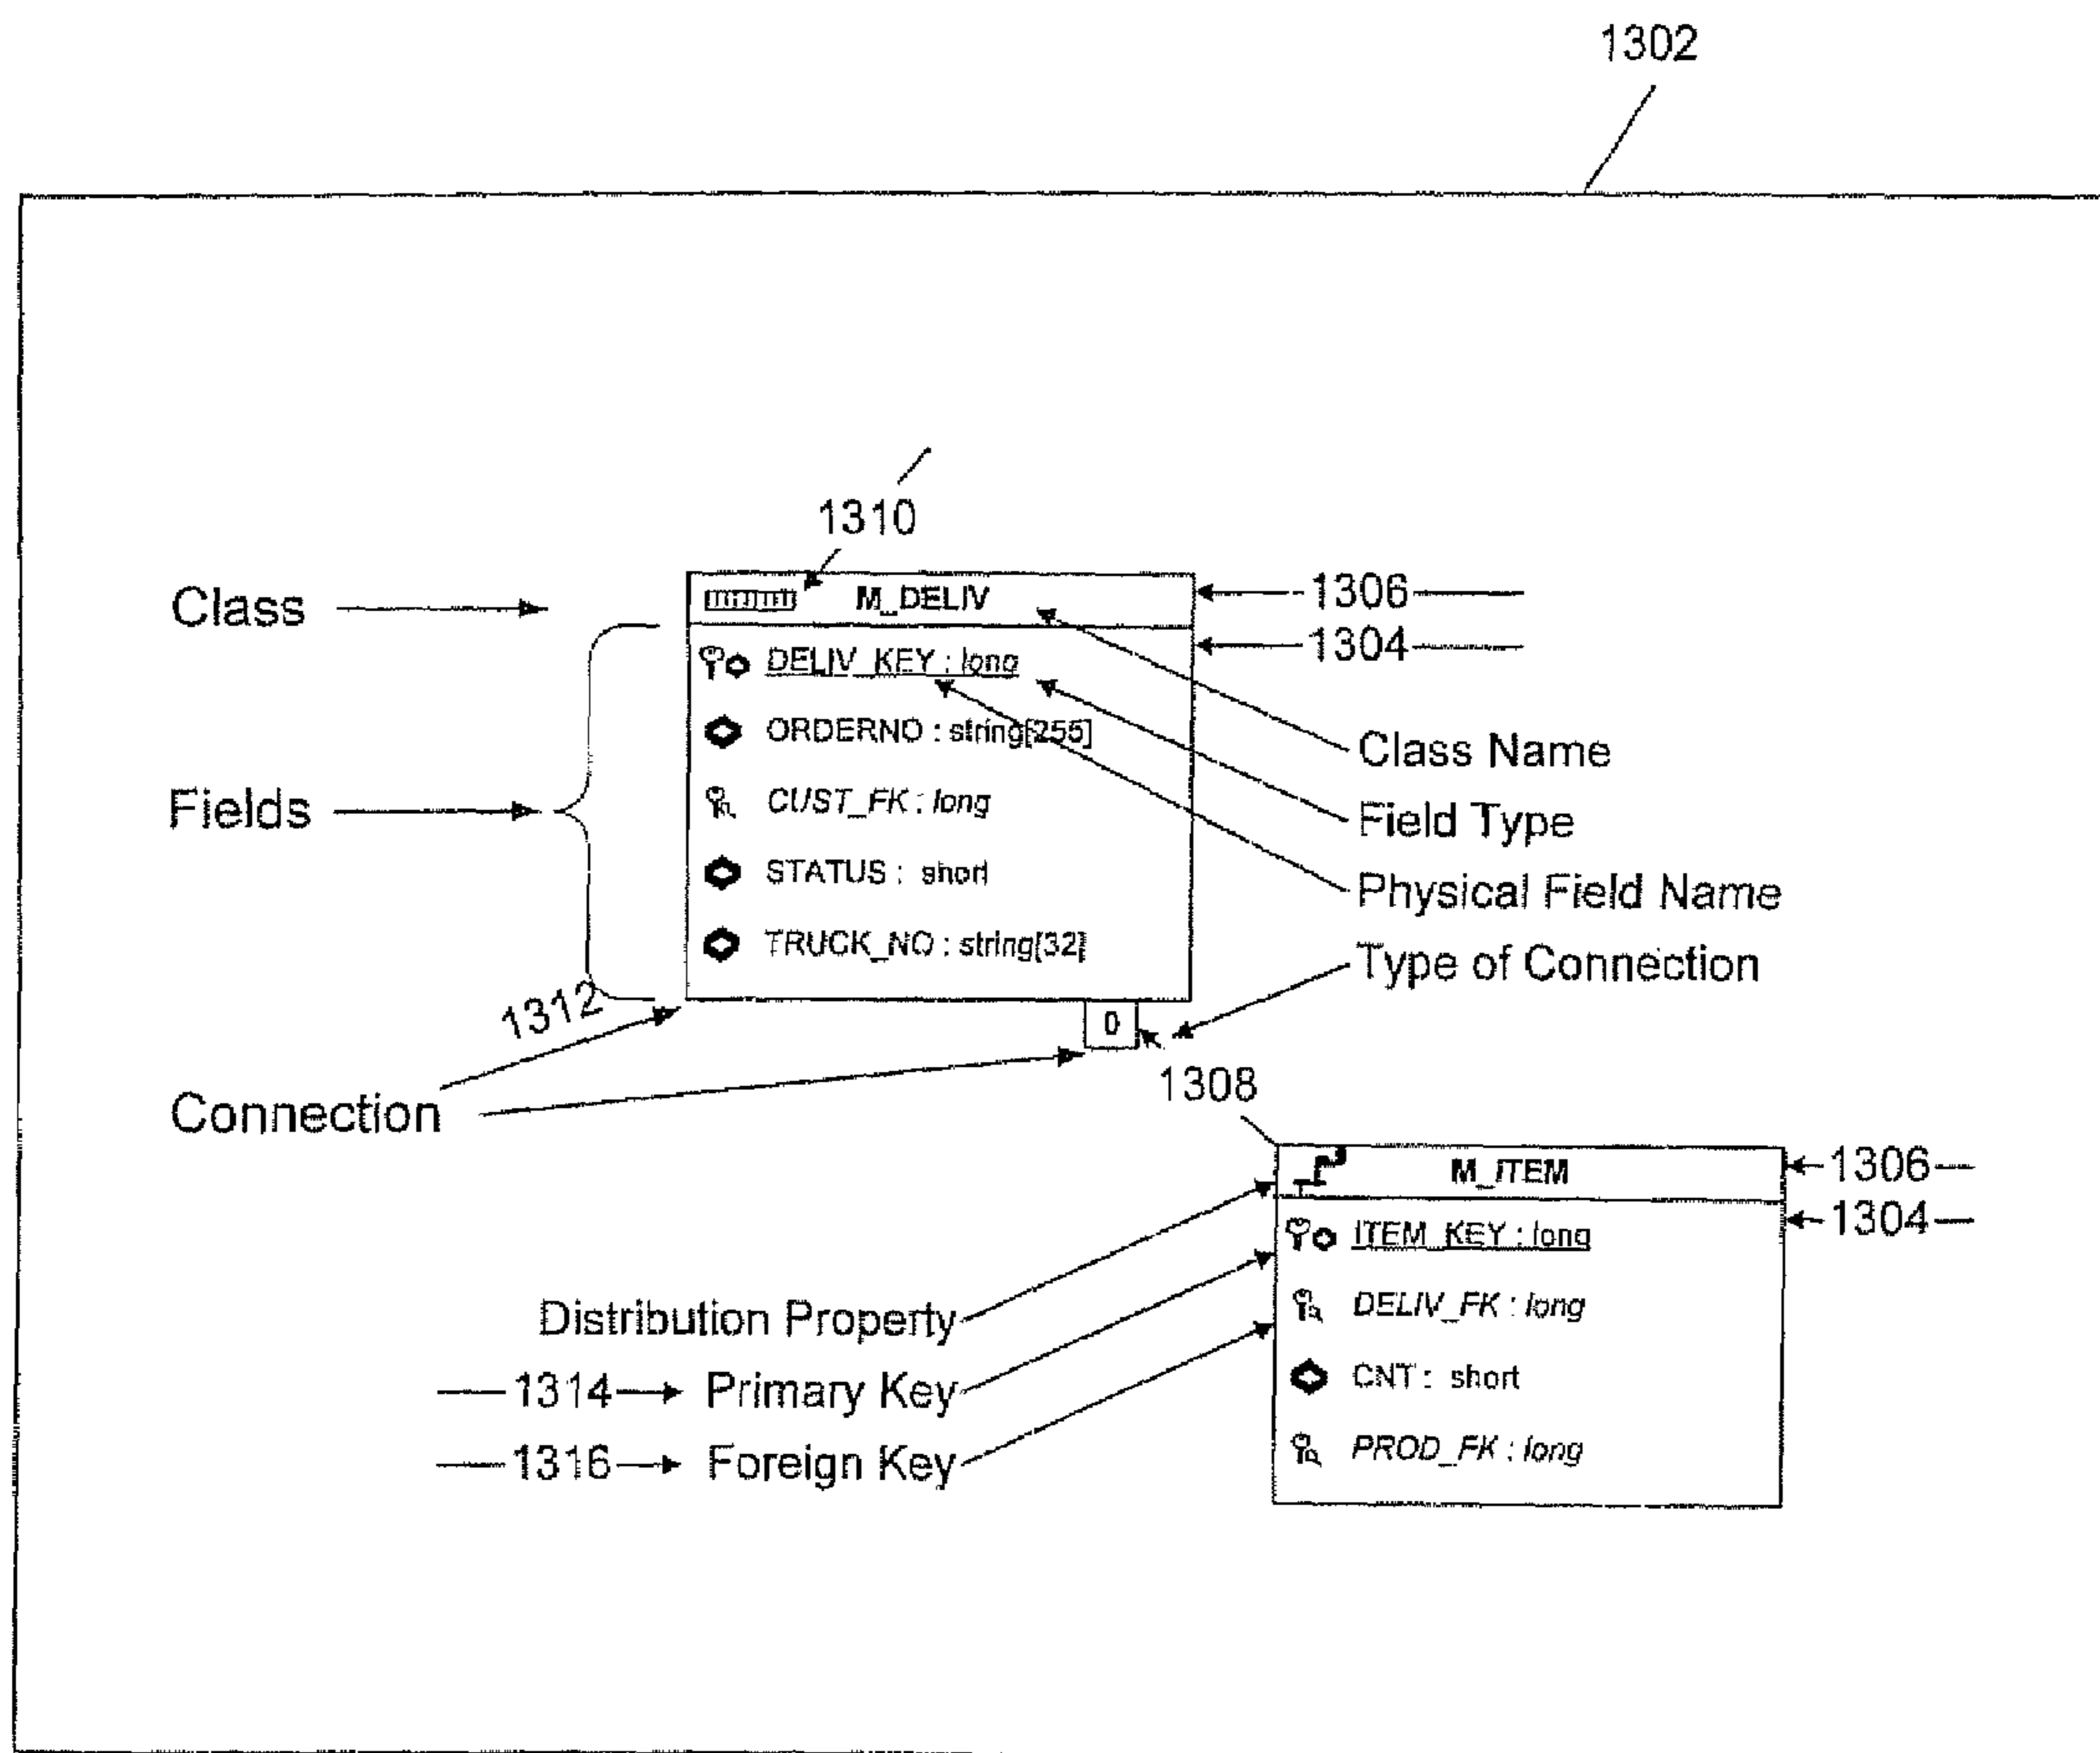 1302
1310
Class
M_DELIV
1306
1304
DELIV_KEY : long
ORDERNO : string[255]
Class Name
Fields
CUST_FK : long
Field Type
STATUS : short
Physical Field Name
TRUCK_NO : string[32]
Type of Connection
1312
0
1308
Connection
M_ITEM
1306
1304
ITEM_KEY : long
Distribution Property
DELIV_FK : long
1314 Primary Key
CNT : short
1316 Foreign Key
PROD_FK : long